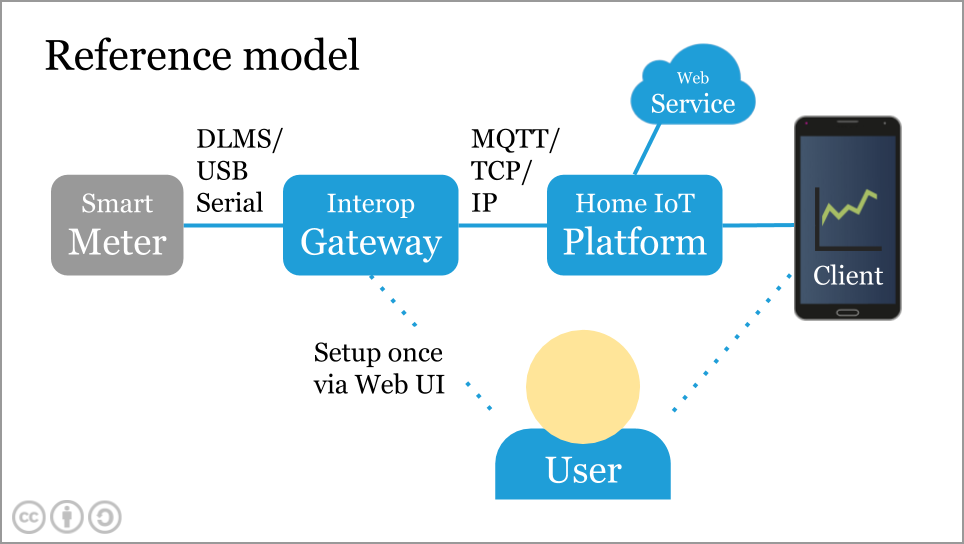 Reference model
Web
Service
DLMS/
USB
Serial
MQTT/
TCP/
IP
Smart
Meter
Interop
Gateway
Home IoT
Platform
Client
Setup once
via Web UI
User
cc